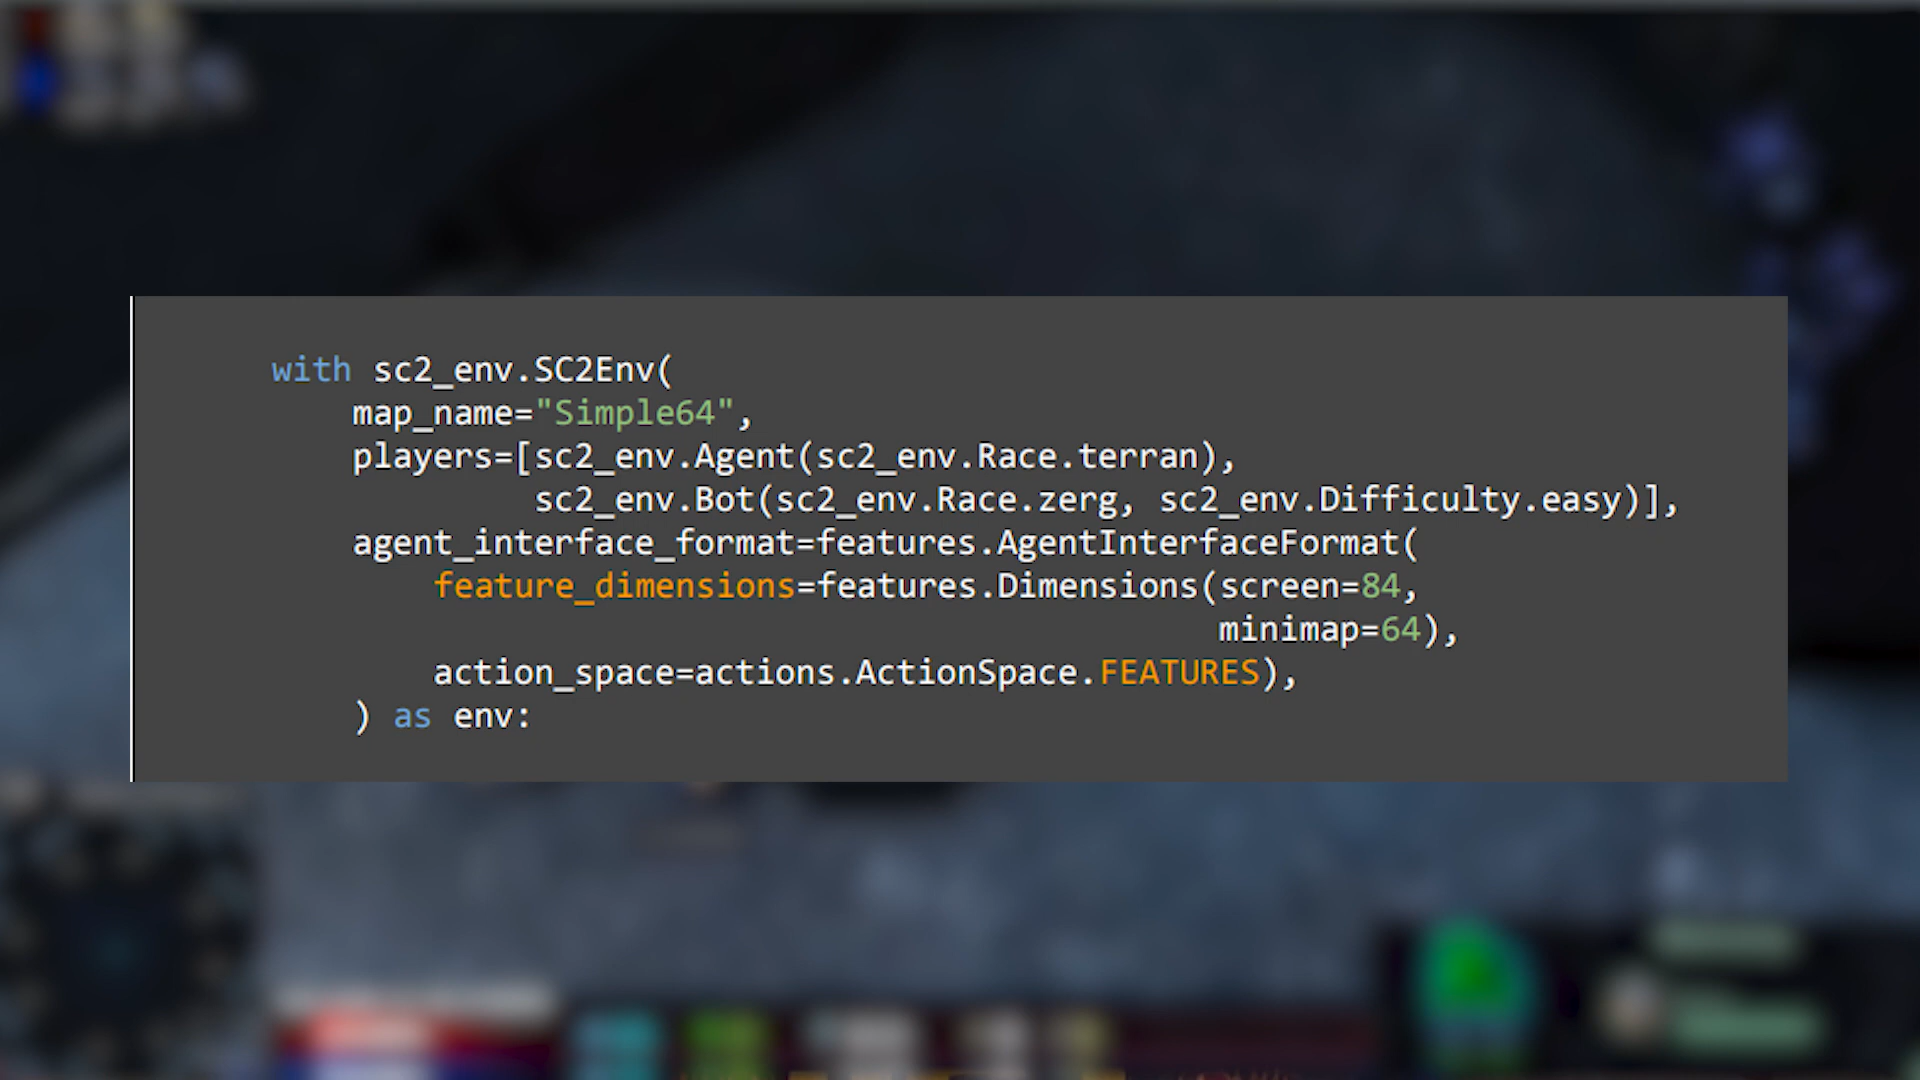 with sc2_env.SC2Env(
map_name="Simple64",
players=[sc2_env.Agent(sc2_env.Race.terran),
sc2_env.Bot(sc2_env.Race.zerg, sc2_env.Difficulty.easy)],
agent_interface_format=features.AgentInterfaceFormat(
feature_dimensions=features.Dimensions(screen=84,
minimap=64),
action_space=actions.ActionSpace.FEATURES),
) as env: